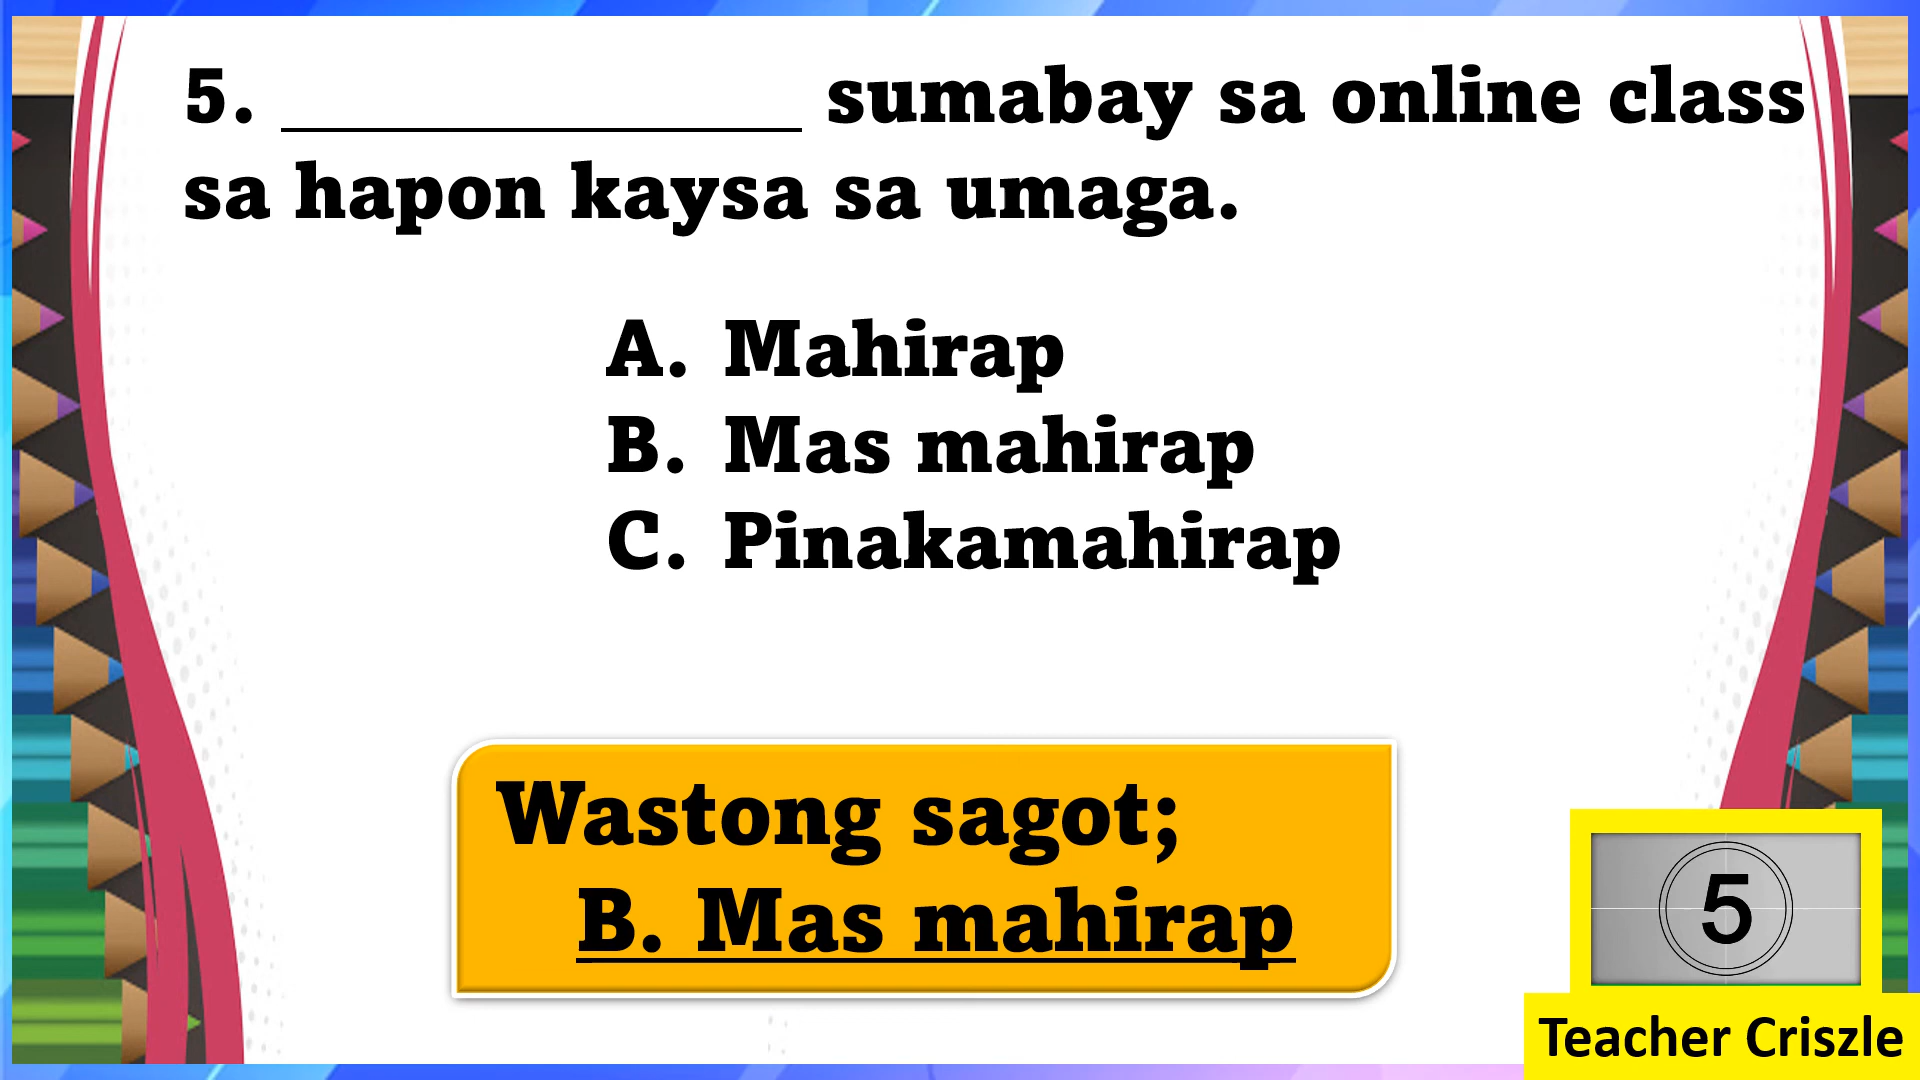 5. _____________ sumabay sa online class
sa hapon kaysa sa umaga.
A. Mahirap
B. Mas mahirap
C. Pinakamahirap
Wastong sagot;
B. Mas mahirap
5
Teacher Criszle